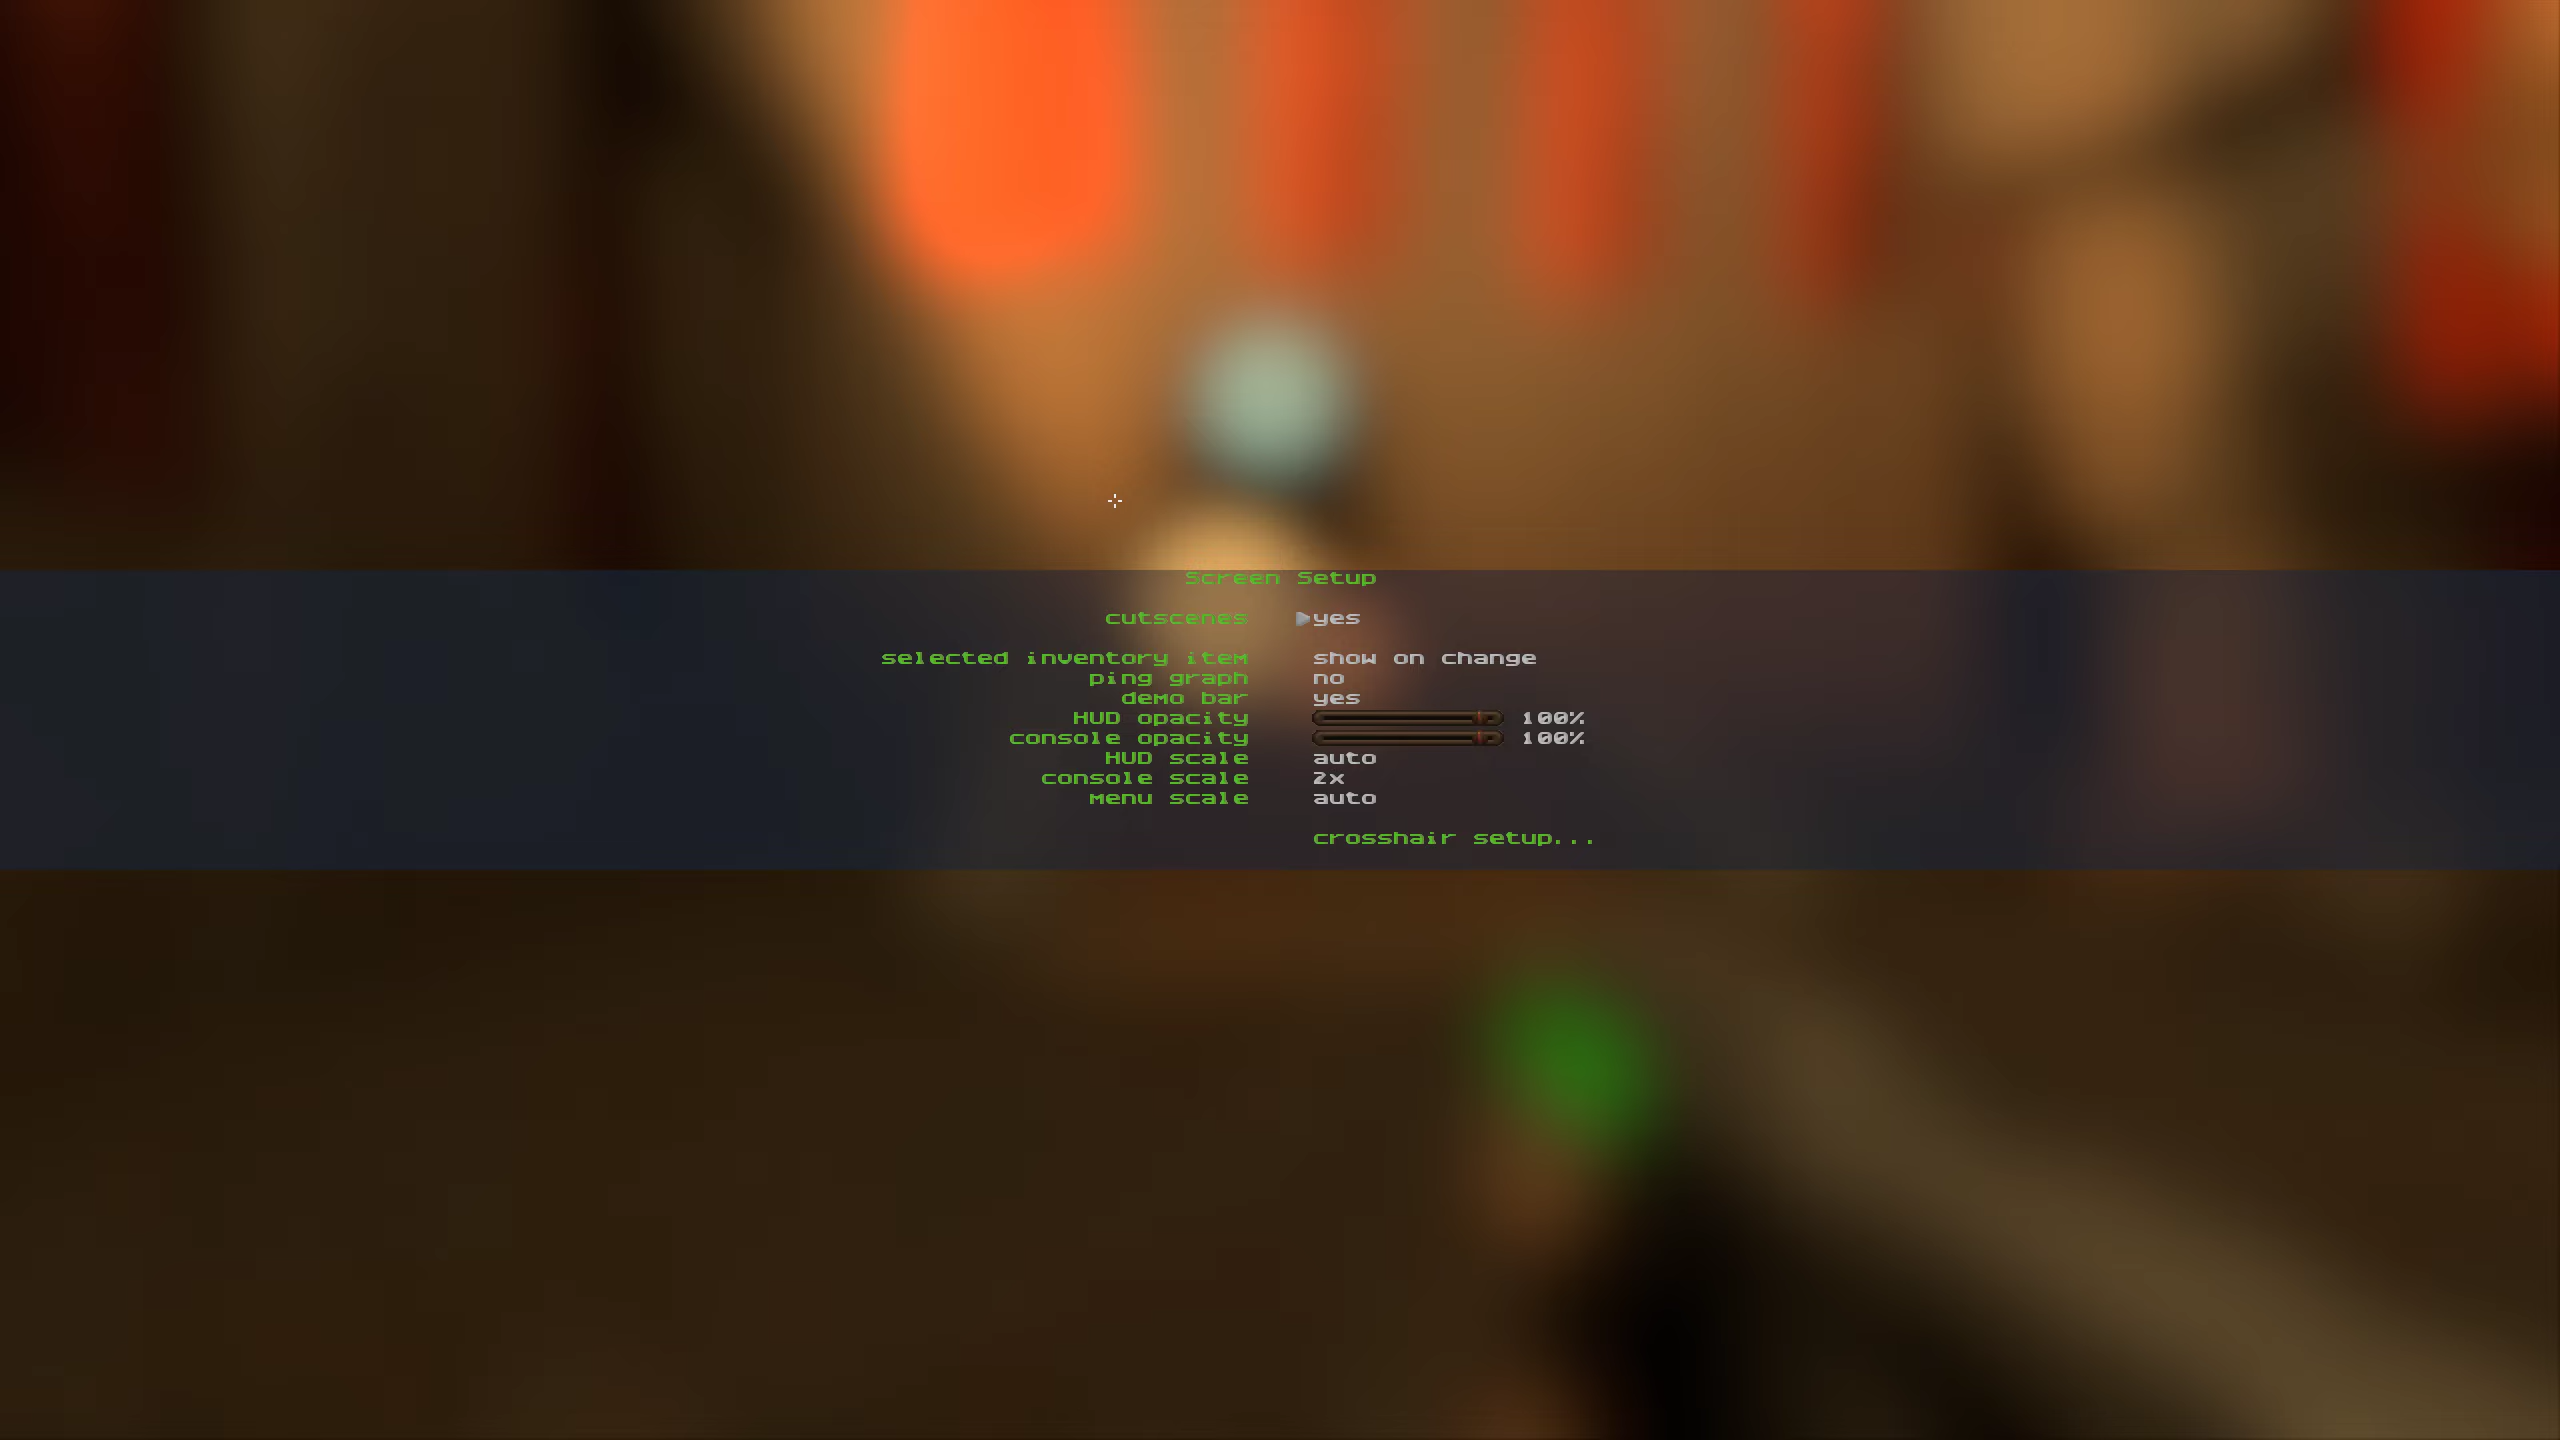 Screen Setup
cutscenes yes
selected inventory item show on change
ping graph no
demo bar yes
HUD opacity 100%
console opacity 100%
HUD scale auto
console scale 2x
menu scale auto
crosshair setup...